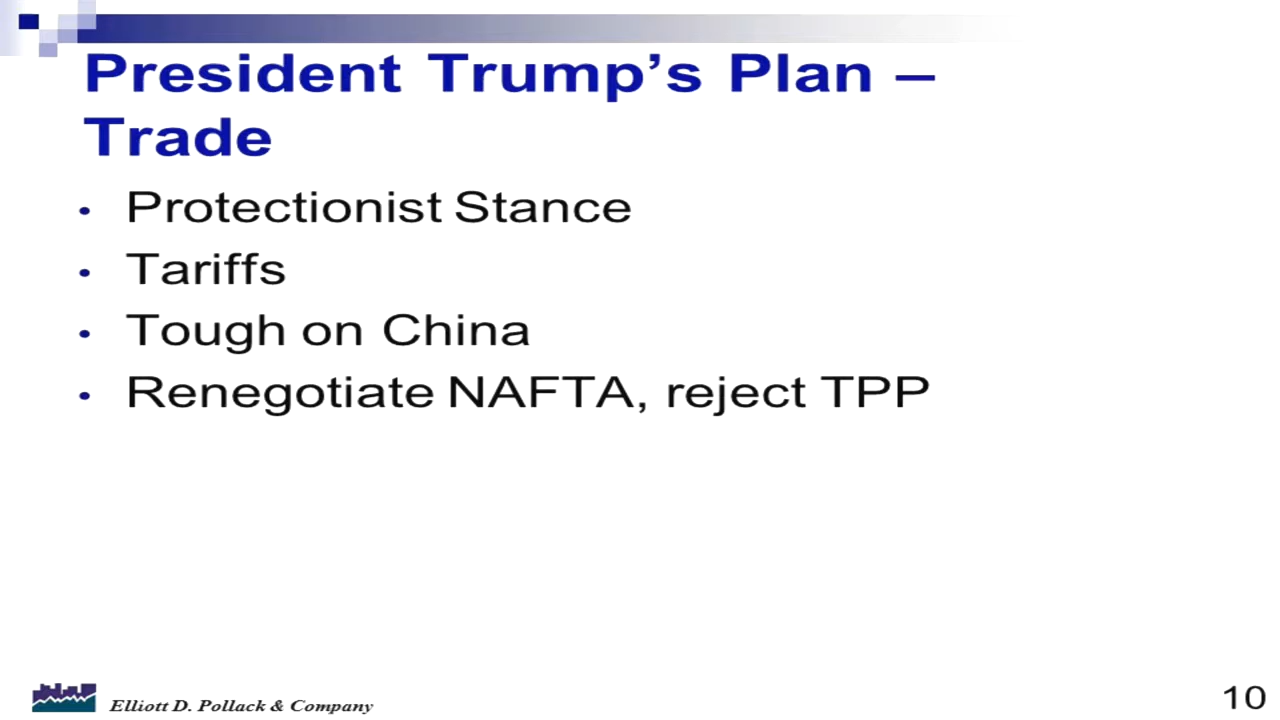 President Trump’s Plan –
Trade
• Protectionist Stance
• Tariffs
• Tough on China
• Renegotiate NAFTA, reject TPP
Elliott D. Pollack & Company
10